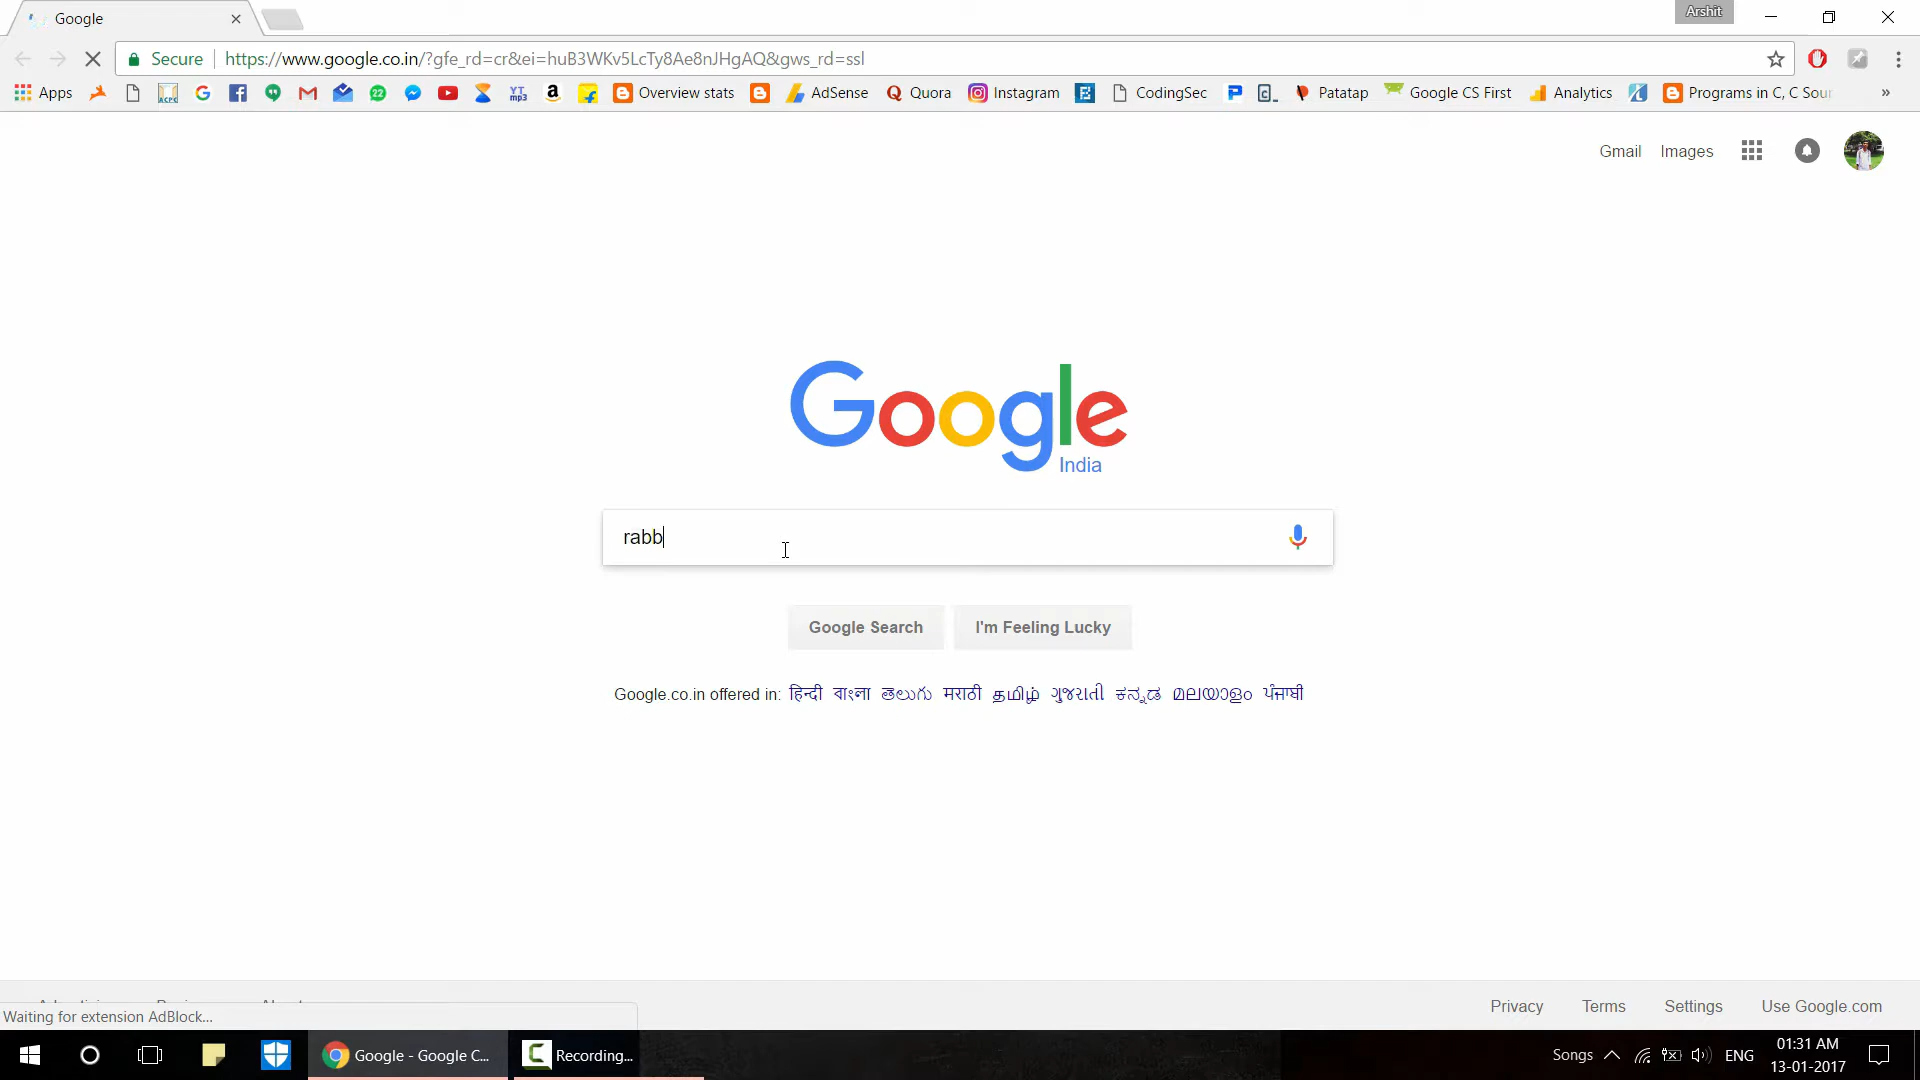 Google
Arshit
Secure https://www.google.co.in/?gfe_rd=cr&ei=huB3WKv5LcTy8Ae8nJHgAQ&gws_rd=ssl
Apps Overview stats AdSense Quora Instagram CodingSec Patatap Google CS First Analytics Programs in C, C Sour
Gmail Images
Google
India
rabb
Google Search I'm Feeling Lucky
Google.co.in offered in: हिन्दी বাংলা తెలుగు मराठी தமிழ் ગુજરાતી ಕನ್ನಡ മലയാളം ਪੰਜਾਬੀ
Privacy Terms Settings Use Google.com
Waiting for extension AdBlock...
Google - Google C... Recording... Songs ENG 01:31 AM
13-01-2017